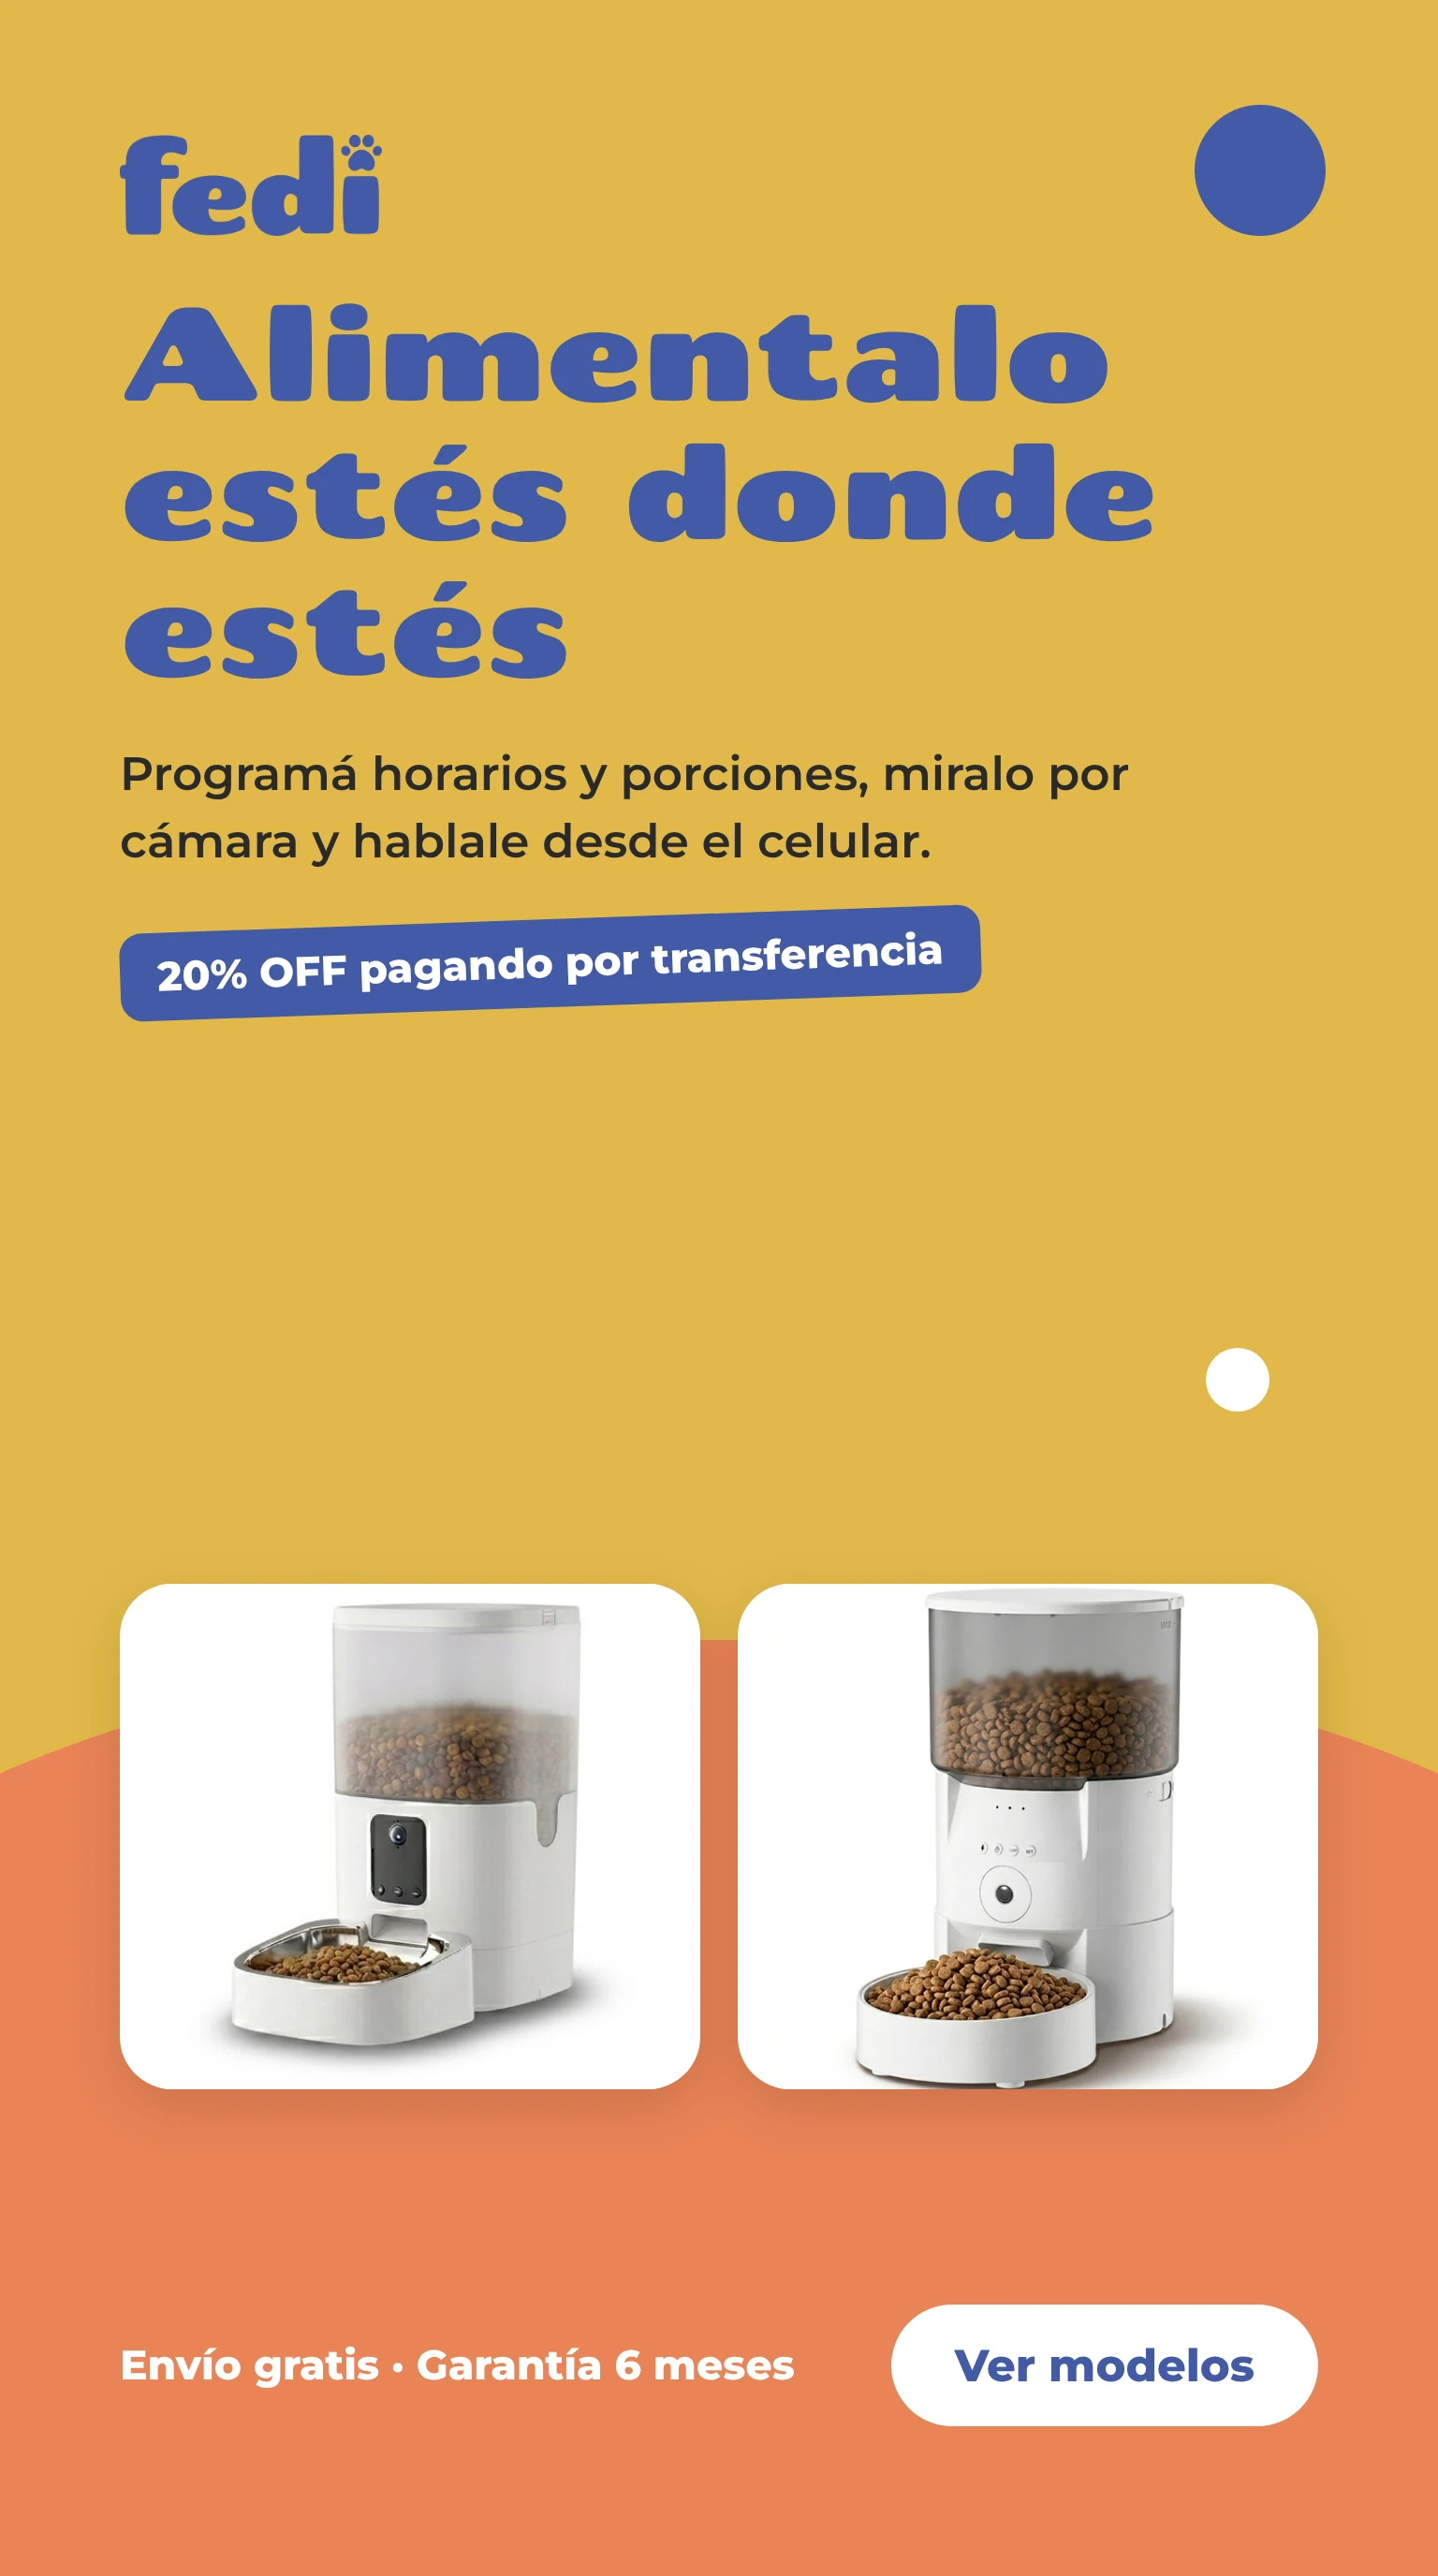 fedi
Alimentalo
estés donde
estés
Programá horarios y porciones, miralo por
cámara y hablale desde el celular.
20% OFF pagando por transferencia
Envío gratis • Garantía 6 meses
Ver modelos